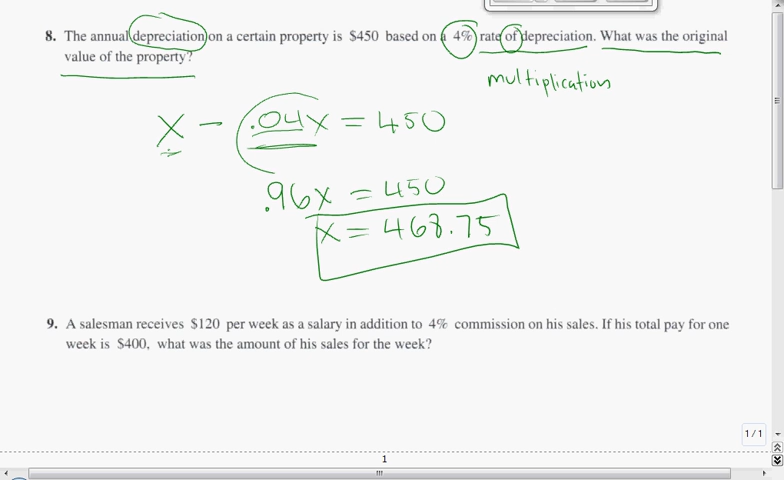 8. The annual depreciation on a certain property is $450 based on a 4% rate of depreciation. What was the original
value of the property?
multiplication
x - .04x = 450
.96x = 450
x = 468.75
9. A salesman receives $120 per week as a salary in addition to 4% commission on his sales. If his total pay for one
week is $400, what was the amount of his sales for the week?
1/1
1